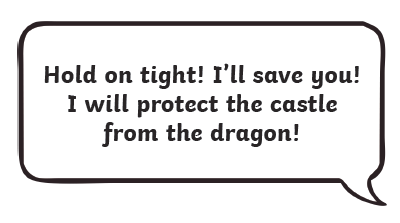 Hold on tight! I'll save you!
I will protect the castle
from the dragon!